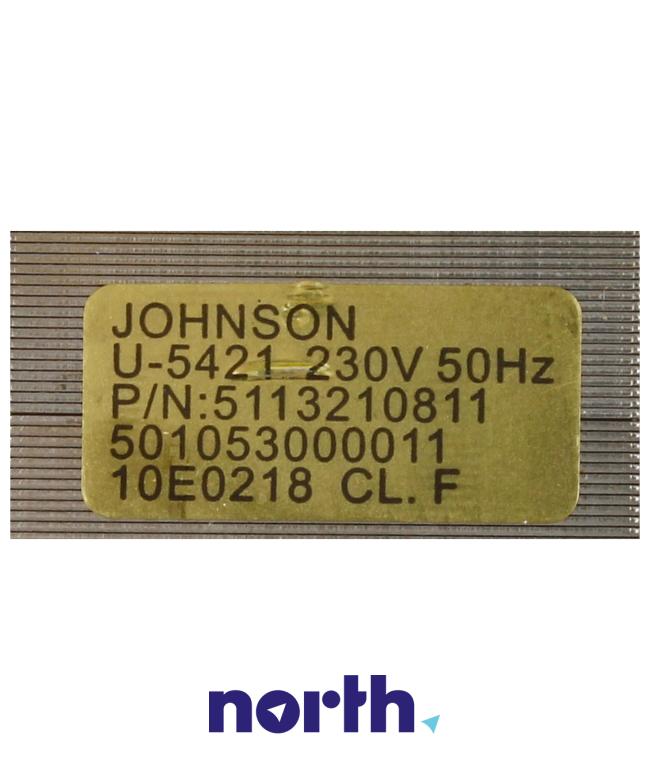 JOHNSON
U-5421 230V 50Hz
P/N:5113210811
501053000011
10E0218 CL. F
north